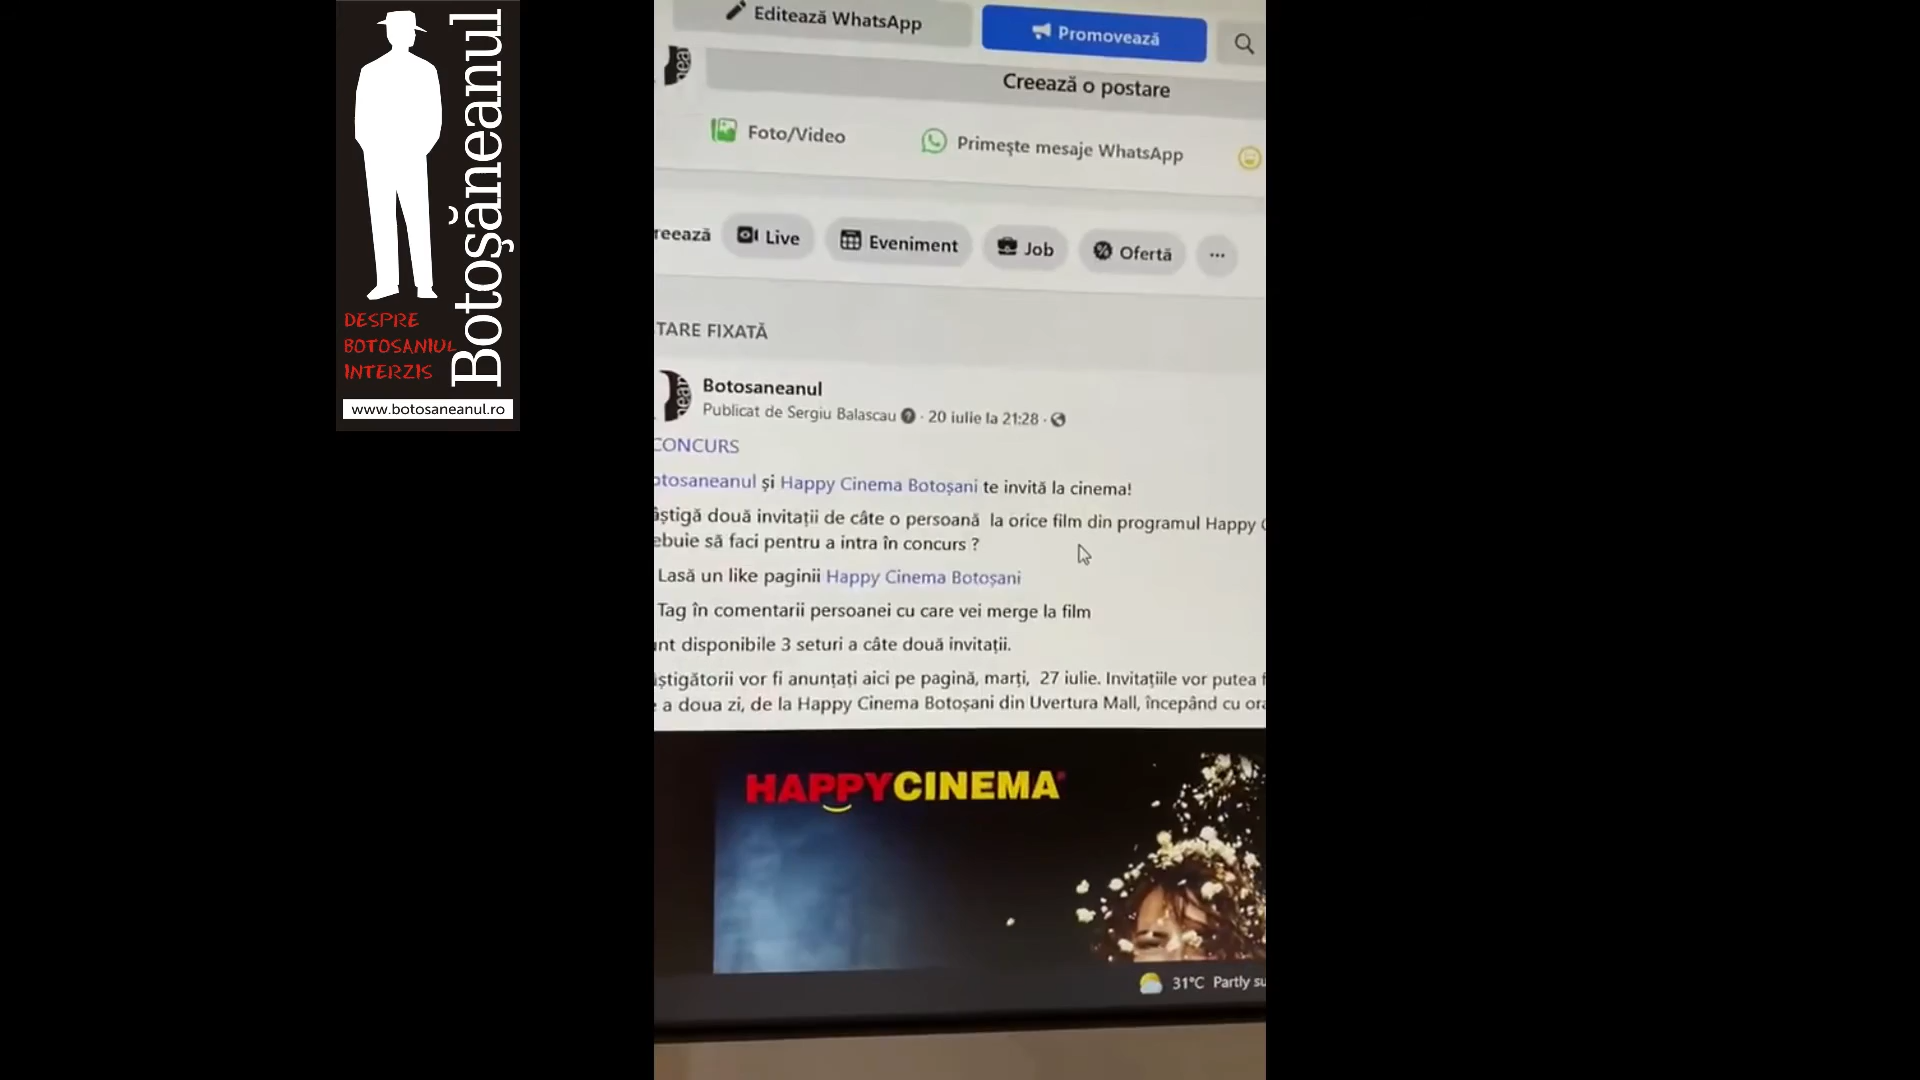 Botoşăneanul
DESPRE
BOTOSANIUL
INTERZIS
www.botosaneanul.ro
Editează WhatsApp
Promovează
Creează o postare
Foto/Video
Primește mesaje WhatsApp
reează
Live
Eveniment
Job
Ofertă
TARE FIXATĂ
Botosaneanul
Publicat de Sergiu Balascau · 20 iulie la 21:28 ·
CONCURS
otosaneanul și Happy Cinema Botoșani te invită la cinema!
âștigă două invitații de câte o persoană la orice film din programul Happy
ebuie să faci pentru a intra în concurs ?
Lasă un like paginii Happy Cinema Botoșani
Tag în comentarii persoanei cu care vei merge la film
nt disponibile 3 seturi a câte două invitații.
știgătorii vor fi anunțați aici pe pagină, marți, 27 iulie. Invitațiile vor putea f
a doua zi, de la Happy Cinema Botoșani din Uvertura Mall, începând cu ora
HAPPYCINEMA
31°C Partly su